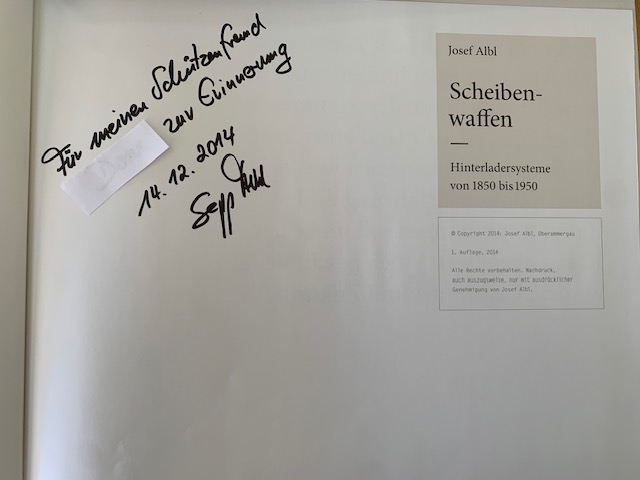 Für meinen Schützenfreund
zur Erinnerung
14.12.2014
Sepp Albl
Josef Albl
Scheiben-
waffen
Hinterladersysteme
von 1850 bis 1950
© Copyright 2014: Josef Albl, Oberammergau
1. Auflage, 2014
Alle Rechte vorbehalten. Nachdruck,
auch auszugsweise, nur mit ausdrücklicher
Genehmigung von Josef Albl.